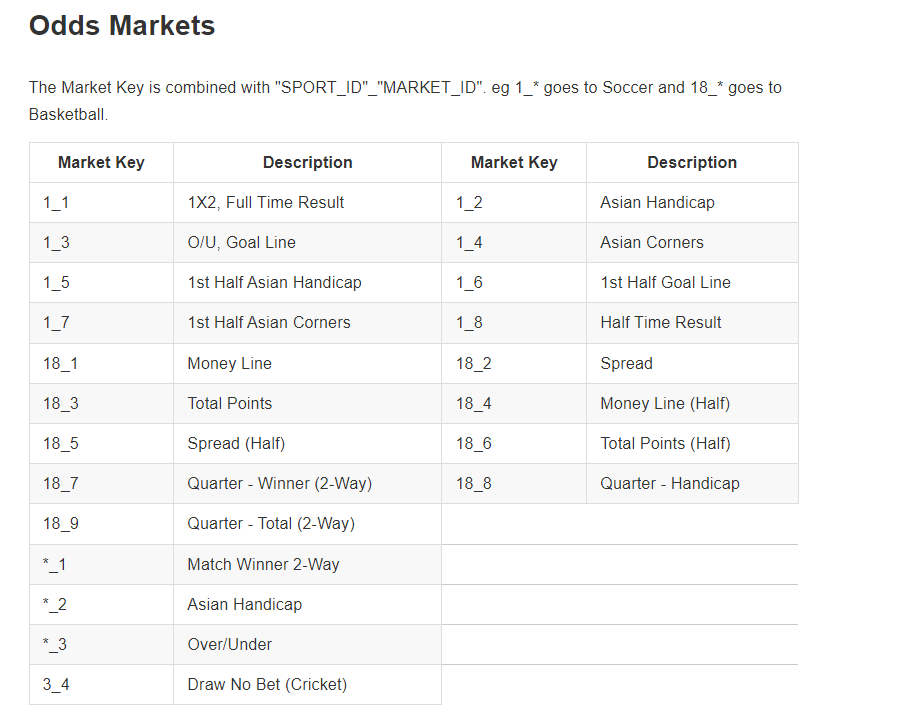 Odds Markets
The Market Key is combined with "SPORT_ID"_"MARKET_ID". eg 1_* goes to Soccer and 18_* goes to
Basketball.
Market Key Description Market Key Description
1_1 1X2, Full Time Result 1_2 Asian Handicap
1_3 O/U, Goal Line 1_4 Asian Corners
1_5 1st Half Asian Handicap 1_6 1st Half Goal Line
1_7 1st Half Asian Corners 1_8 Half Time Result
18_1 Money Line 18_2 Spread
18_3 Total Points 18_4 Money Line (Half)
18_5 Spread (Half) 18_6 Total Points (Half)
18_7 Quarter - Winner (2-Way) 18_8 Quarter - Handicap
18_9 Quarter - Total (2-Way)
*_1 Match Winner 2-Way
*_2 Asian Handicap
*_3 Over/Under
3_4 Draw No Bet (Cricket)